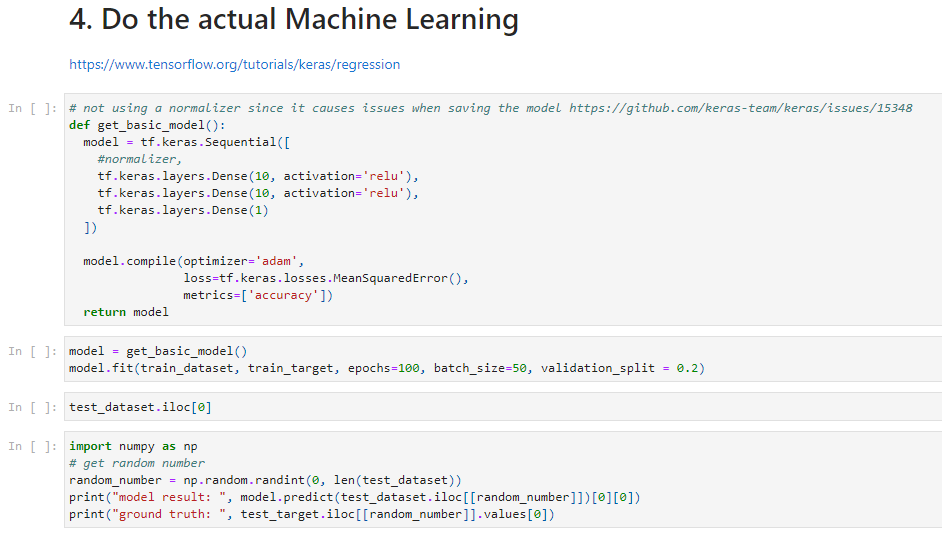 4. Do the actual Machine Learning
https://www.tensorflow.org/tutorials/keras/regression
In [ ]: # not using a normalizer since it causes issues when saving the model https://github.com/keras-team/keras/issues/15348
def get_basic_model():
  model = tf.keras.Sequential([
    #normalizer,
    tf.keras.layers.Dense(10, activation='relu'),
    tf.keras.layers.Dense(10, activation='relu'),
    tf.keras.layers.Dense(1)
  ])
  model.compile(optimizer='adam',
                loss=tf.keras.losses.MeanSquaredError(),
                metrics=['accuracy'])
  return model
In [ ]: model = get_basic_model()
model.fit(train_dataset, train_target, epochs=100, batch_size=50, validation_split = 0.2)
In [ ]: test_dataset.iloc[0]
In [ ]: import numpy as np
# get random number
random_number = np.random.randint(0, len(test_dataset))
print("model result: ", model.predict(test_dataset.iloc[[random_number]])[0][0])
print("ground truth: ", test_target.iloc[[random_number]].values[0])